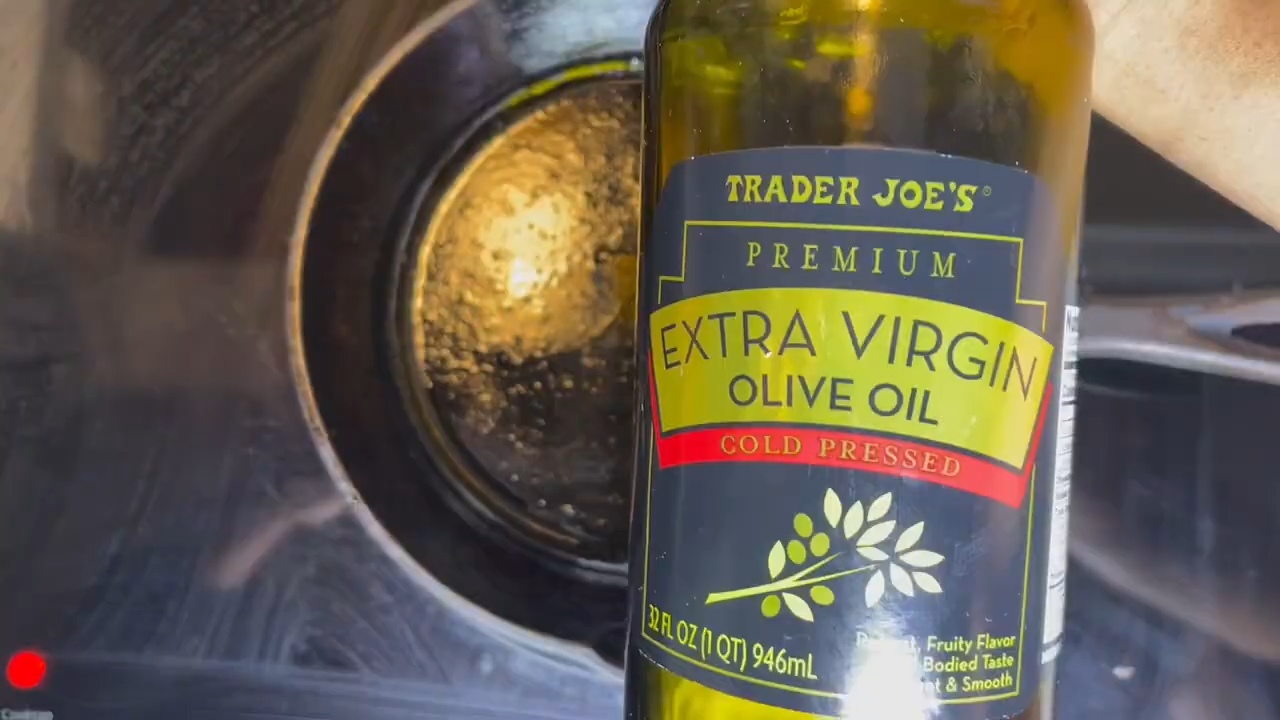 TRADER JOE'S®
PREMIUM
EXTRA VIRGIN
OLIVE OIL
COLD PRESSED
32 FL OZ (1 QT) 946mL
Fruity Flavor
Bodied Taste
& Smooth